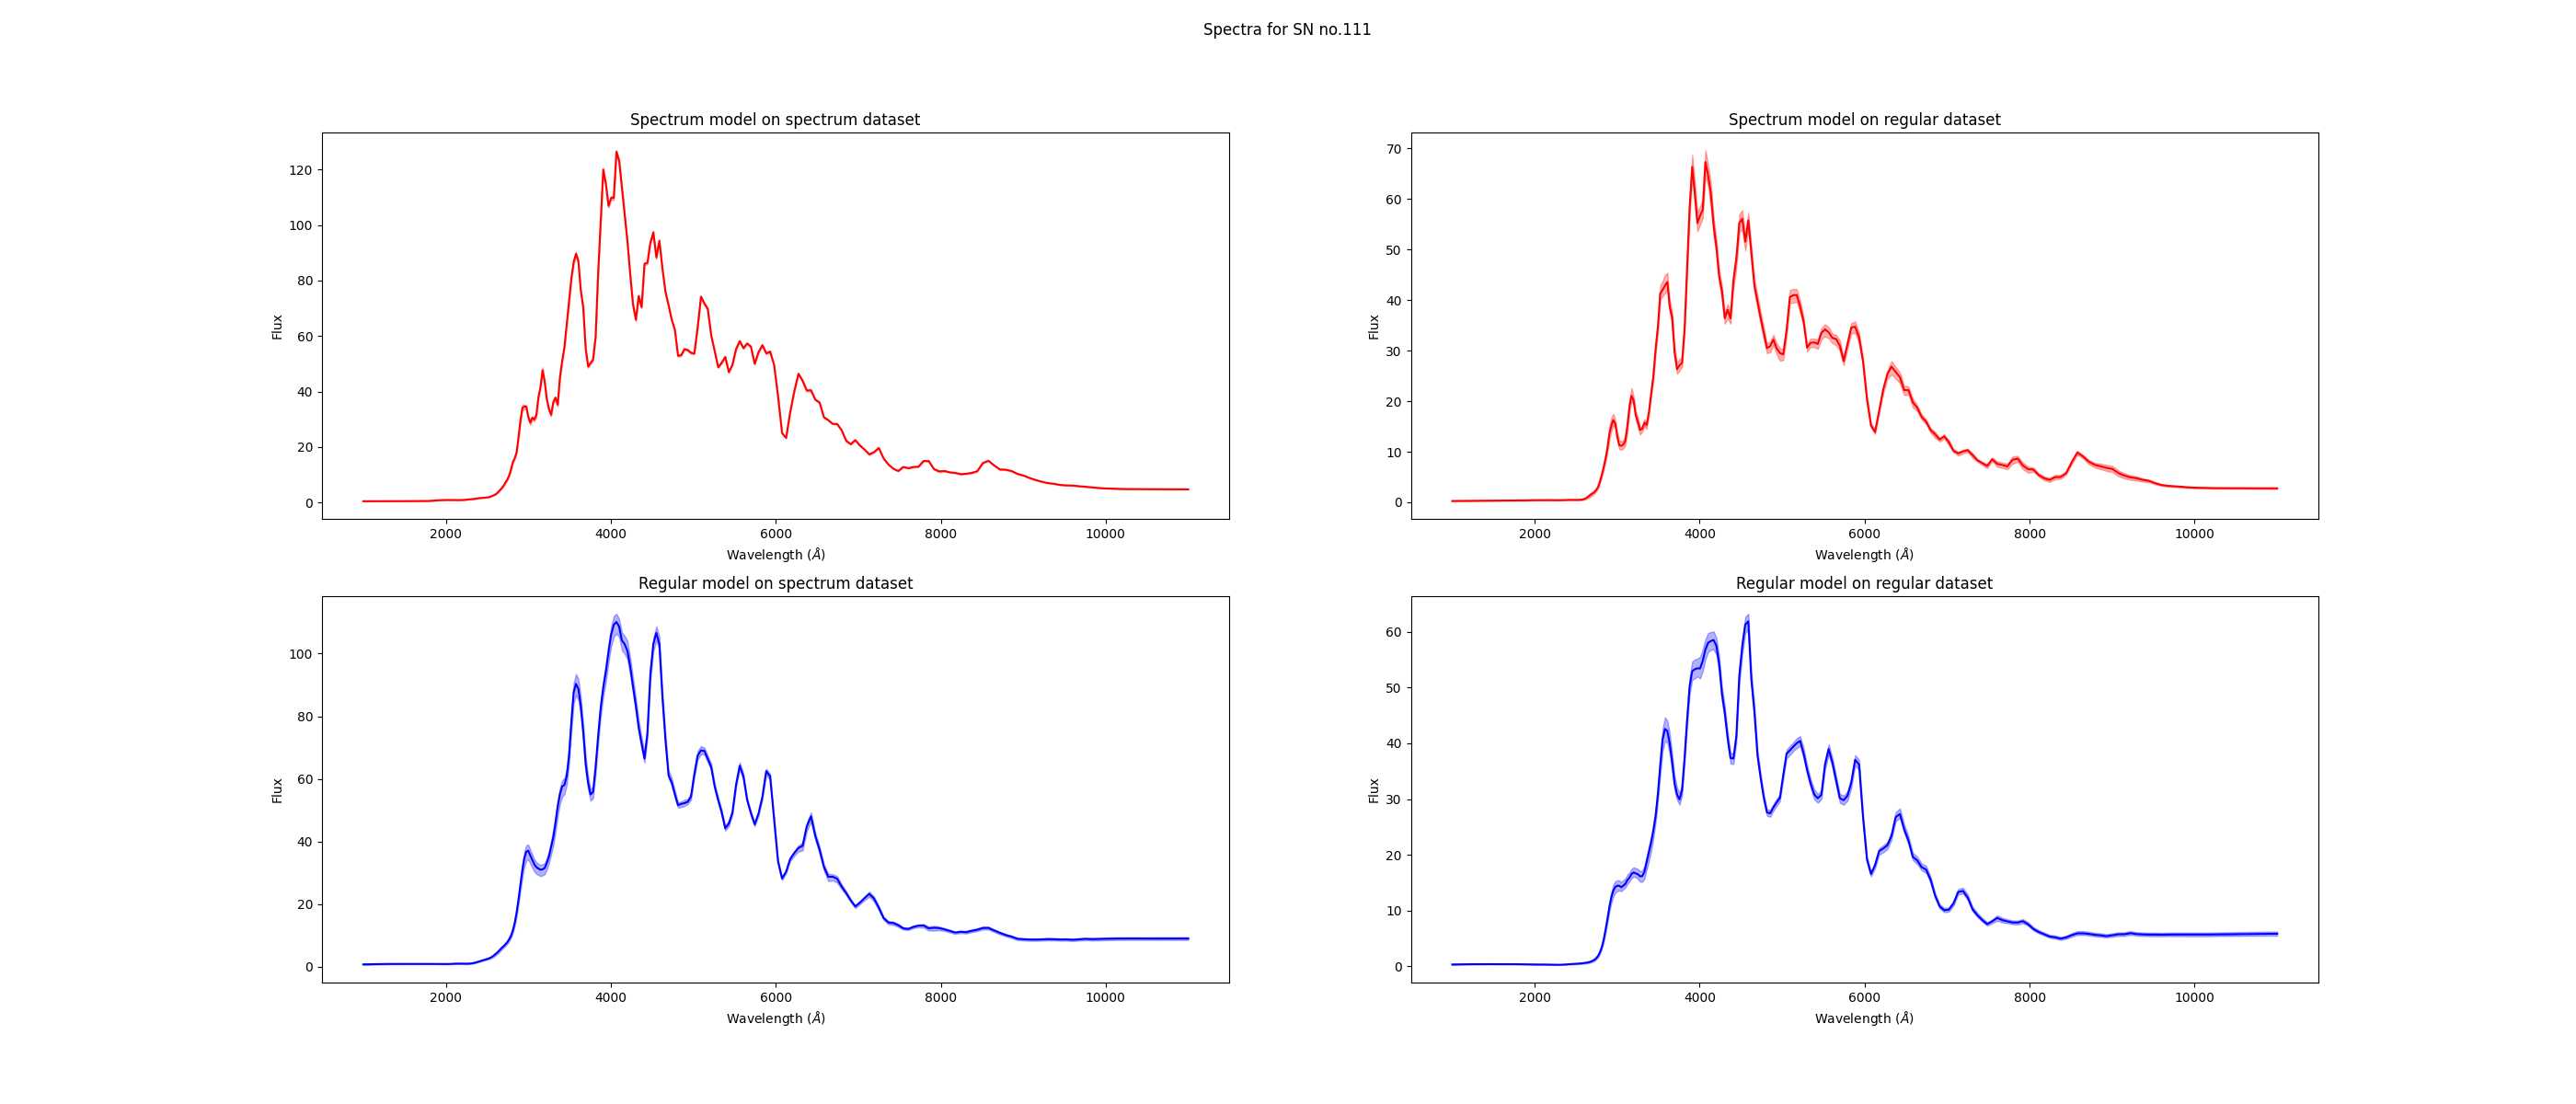 Spectra for SN no.111
Spectrum model on spectrum dataset
120
100
80
60
40
20
0
Flux
2000 4000 6000 8000 10000
Wavelength (Å)
Spectrum model on regular dataset
70
60
50
40
30
20
10
0
Flux
2000 4000 6000 8000 10000
Wavelength (Å)
Regular model on spectrum dataset
100
80
60
40
20
0
Flux
2000 4000 6000 8000 10000
Wavelength (Å)
Regular model on regular dataset
60
50
40
30
20
10
0
Flux
2000 4000 6000 8000 10000
Wavelength (Å)